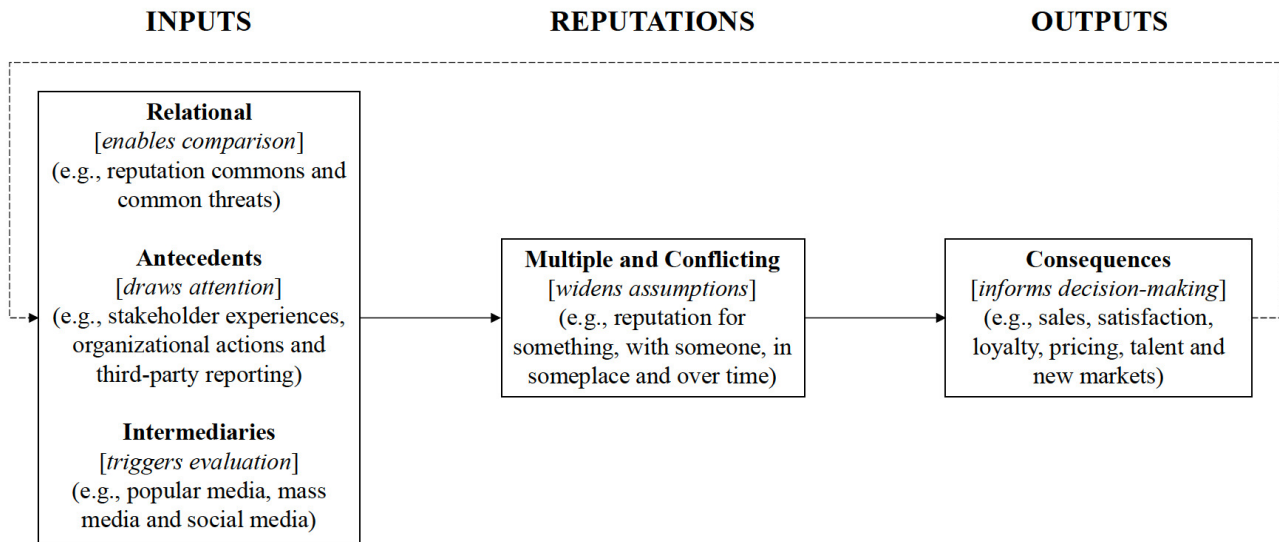 INPUTS
REPUTATIONS
OUTPUTS
Relational
[enables comparison]
(e.g., reputation commons and
common threats)
Antecedents
[draws attention]
(e.g., stakeholder experiences,
organizational actions and
third-party reporting)
Intermediaries
[triggers evaluation]
(e.g., popular media, mass
media and social media)
Multiple and Conflicting
[widens assumptions]
(e.g., reputation for
something, with someone, in
someplace and over time)
Consequences
[informs decision-making]
(e.g., sales, satisfaction,
loyalty, pricing, talent and
new markets)